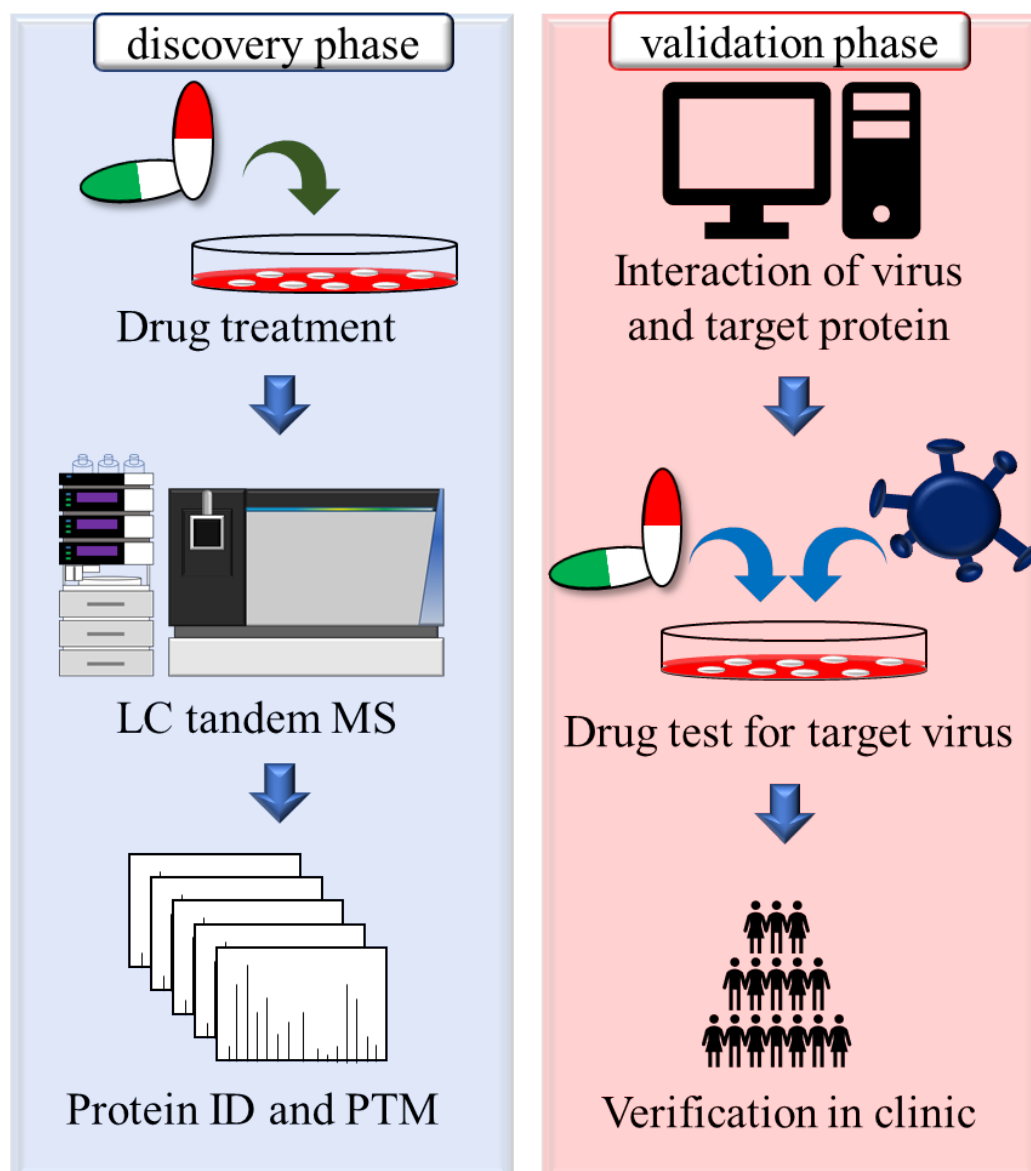 discovery phase
Drug treatment
LC tandem MS
Protein ID and PTM
validation phase
Interaction of virus
and target protein
Drug test for target virus
Verification in clinic